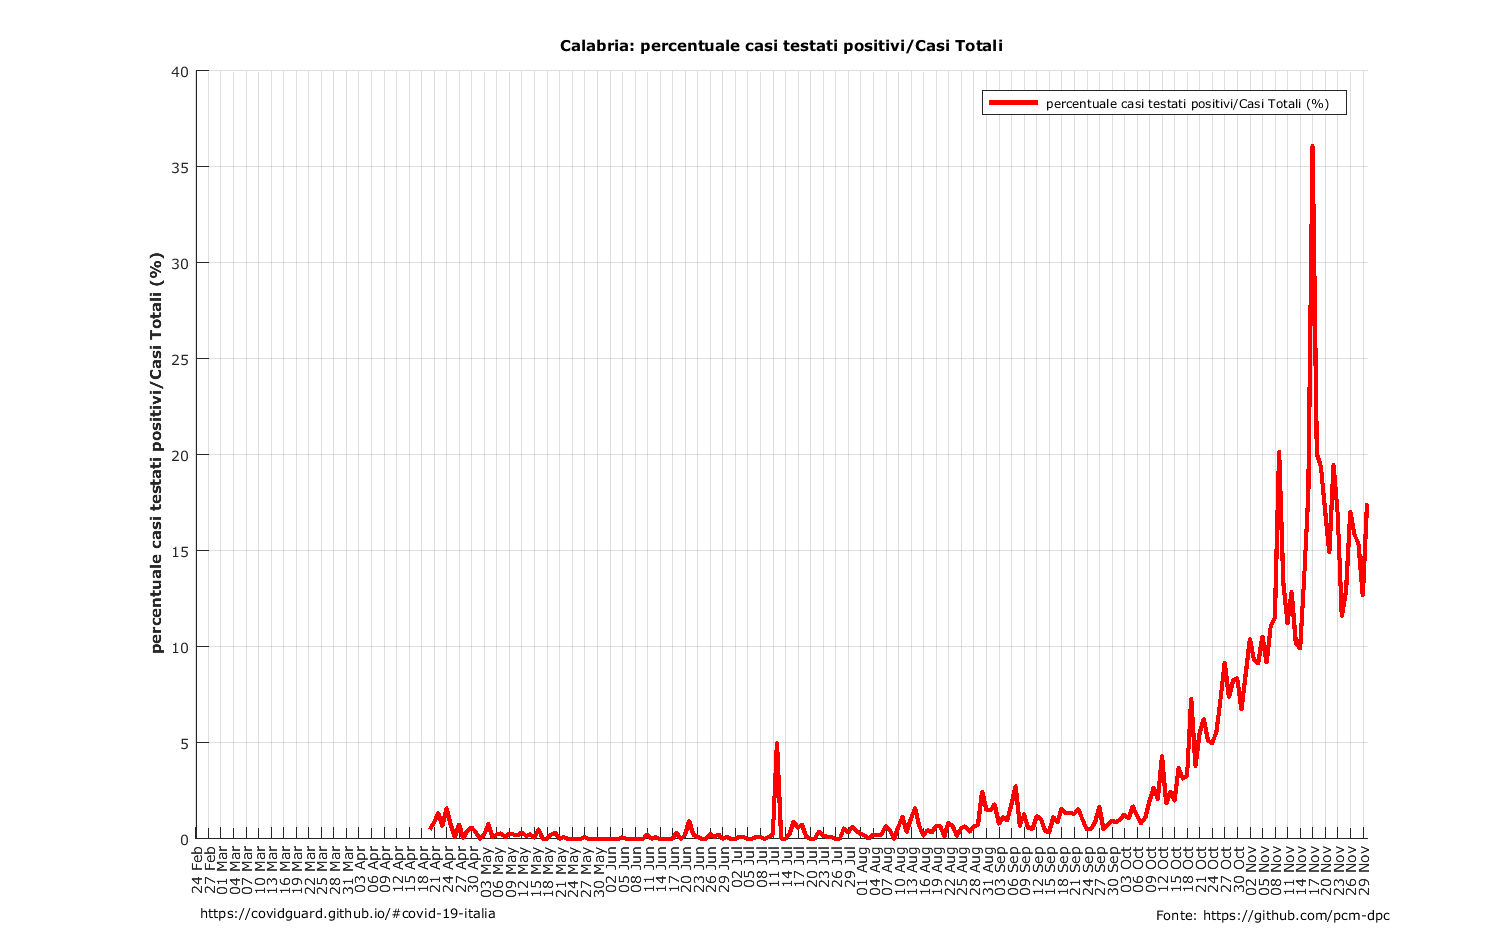 Calabria: percentuale casi testati positivi/Casi Totali
percentuale casi testati positivi/Casi Totali (%)
percentuale casi testati positivi/Casi Totali (%)
40
35
30
25
20
15
10
5
0
24 Feb
27 Feb
01 Mar
04 Mar
07 Mar
10 Mar
13 Mar
16 Mar
19 Mar
22 Mar
25 Mar
28 Mar
31 Mar
03 Apr
06 Apr
09 Apr
12 Apr
15 Apr
18 Apr
21 Apr
24 Apr
27 Apr
30 Apr
03 May
06 May
09 May
12 May
15 May
18 May
21 May
24 May
27 May
30 May
02 Jun
05 Jun
08 Jun
11 Jun
14 Jun
17 Jun
20 Jun
23 Jun
26 Jun
29 Jun
02 Jul
05 Jul
08 Jul
11 Jul
14 Jul
17 Jul
20 Jul
23 Jul
26 Jul
29 Jul
01 Aug
04 Aug
07 Aug
10 Aug
13 Aug
16 Aug
19 Aug
22 Aug
25 Aug
28 Aug
31 Aug
03 Sep
06 Sep
09 Sep
12 Sep
15 Sep
18 Sep
21 Sep
24 Sep
27 Sep
30 Sep
03 Oct
06 Oct
09 Oct
12 Oct
15 Oct
18 Oct
21 Oct
24 Oct
27 Oct
30 Oct
02 Nov
05 Nov
08 Nov
11 Nov
14 Nov
17 Nov
20 Nov
23 Nov
26 Nov
29 Nov
https://covidguard.github.io/#covid-19-italia
Fonte: https://github.com/pcm-dpc